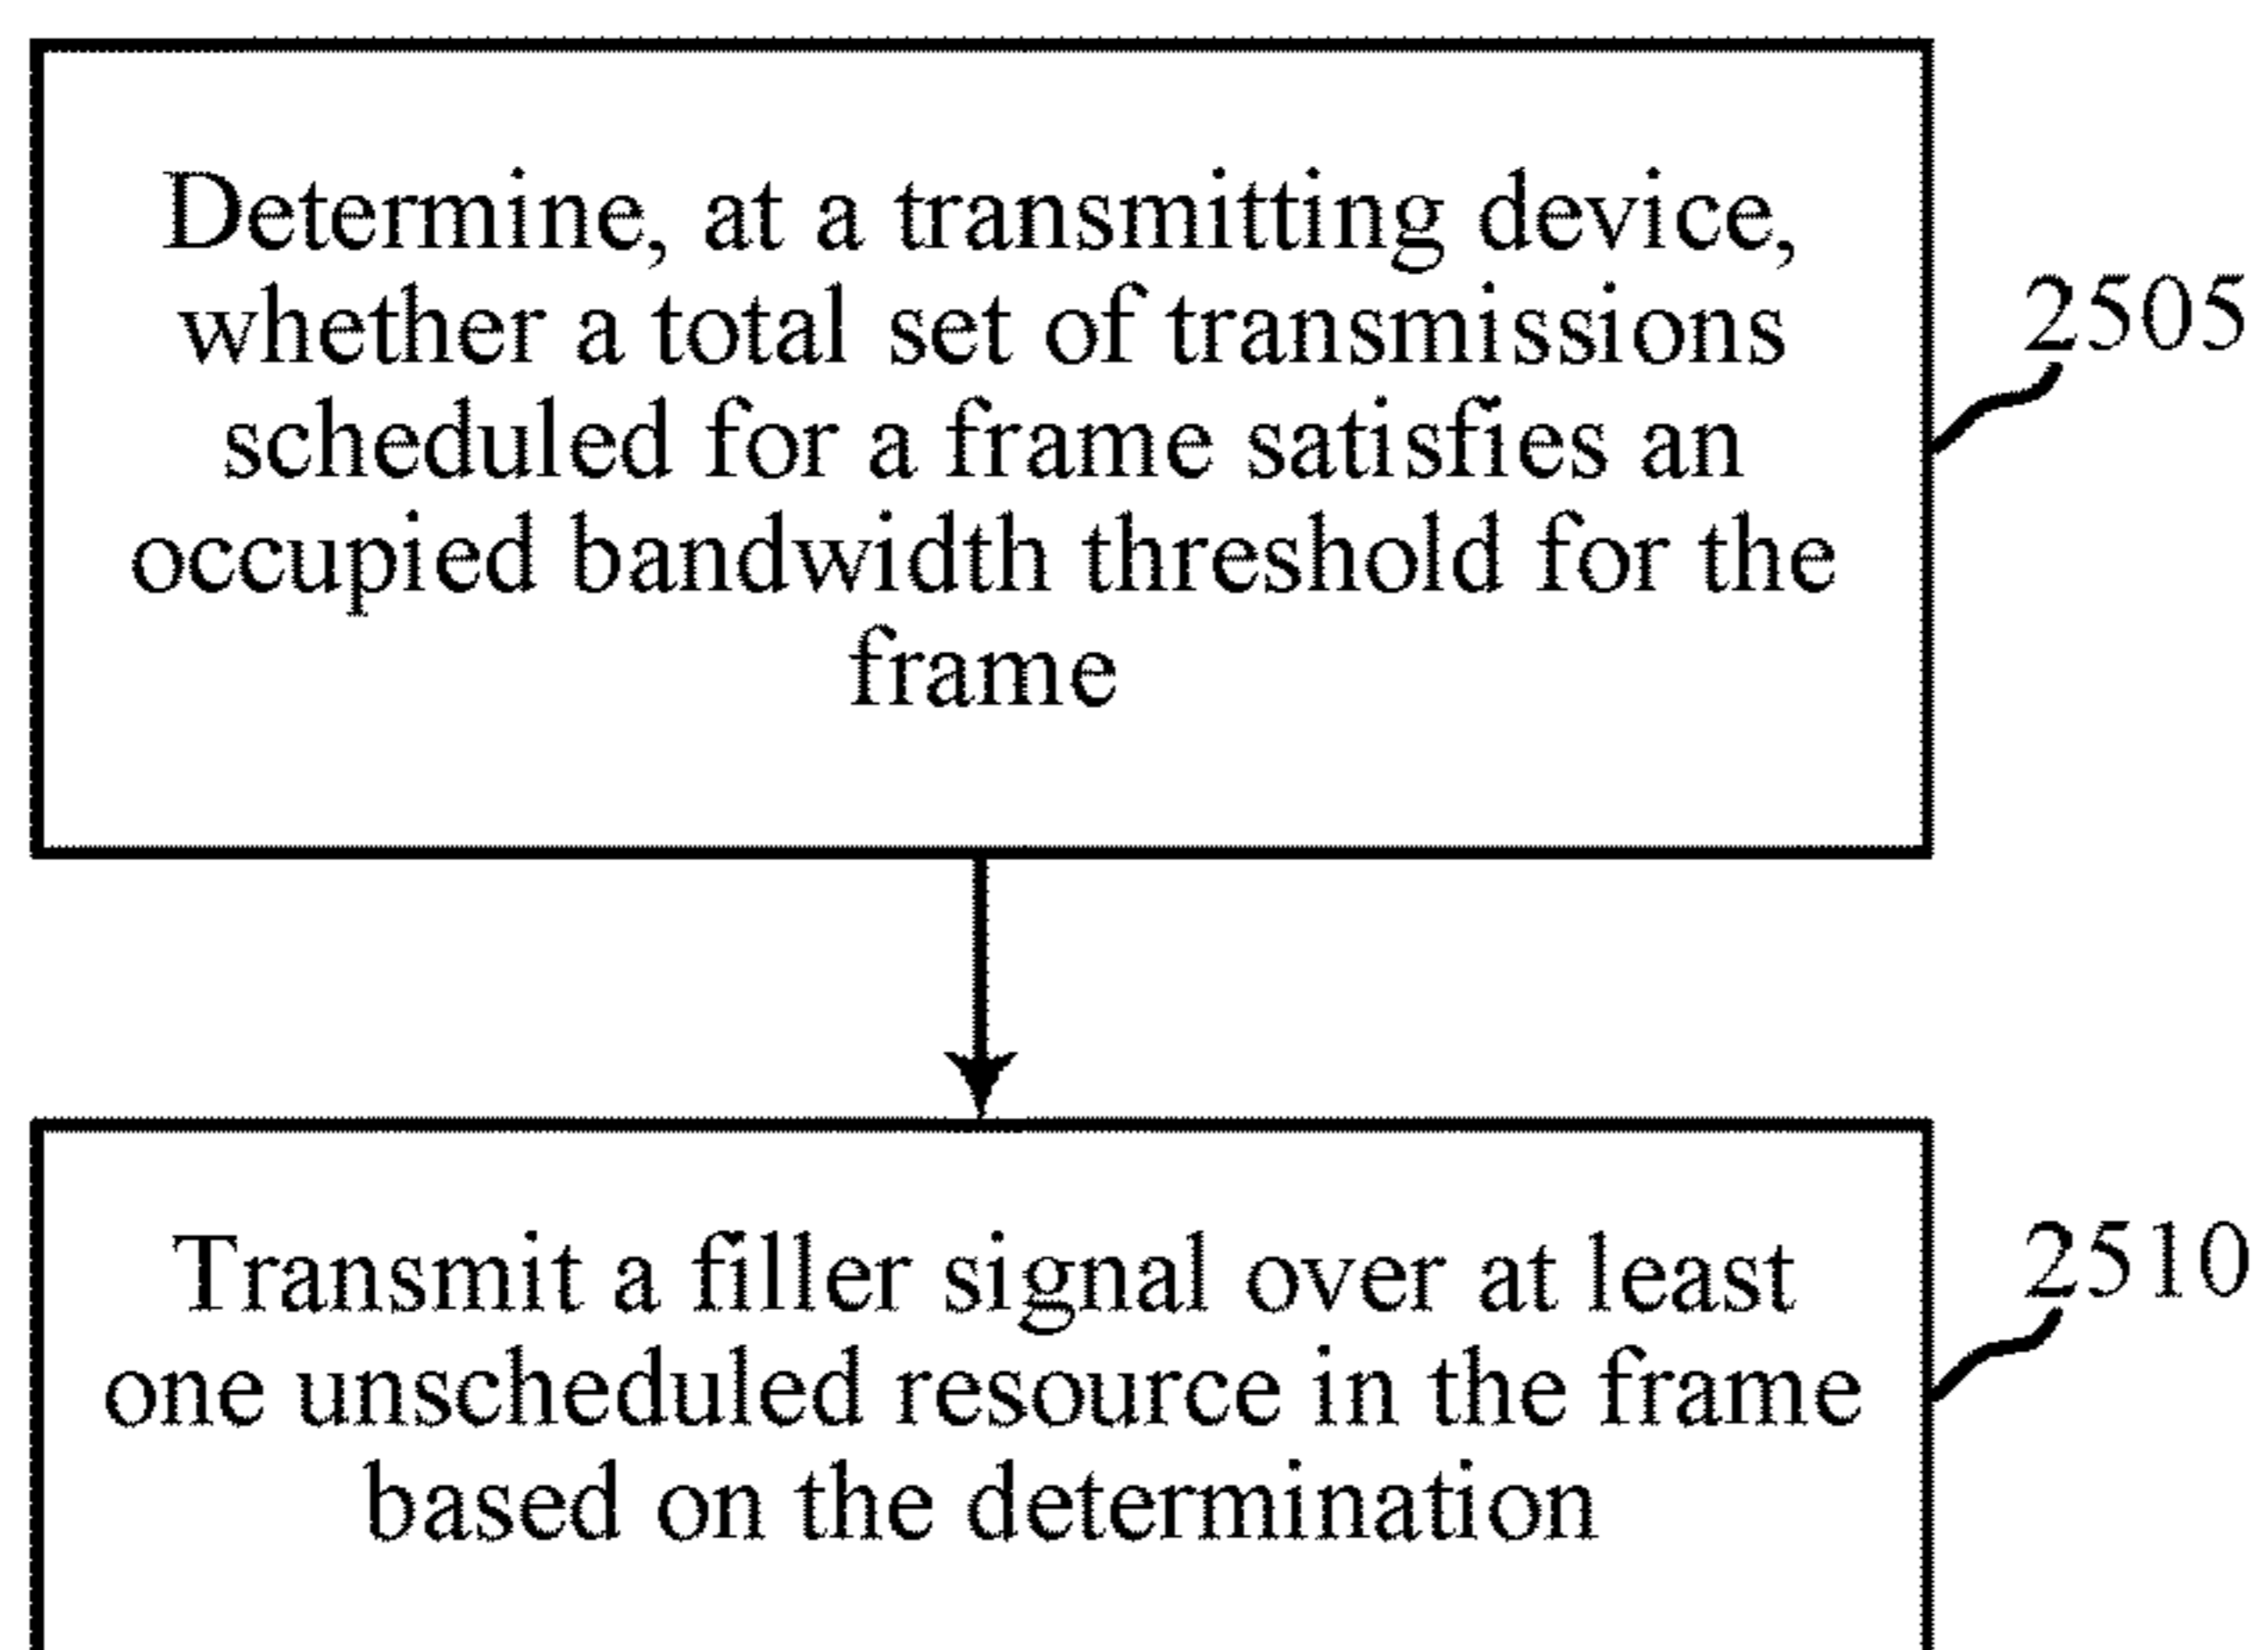 Determine, at a transmitting device,
whether a total set of transmissions
scheduled for a frame satisfies an
occupied bandwidth threshold for the
frame
2505
Transmit a filler signal over at least
one unscheduled resource in the frame
based on the determination
2510